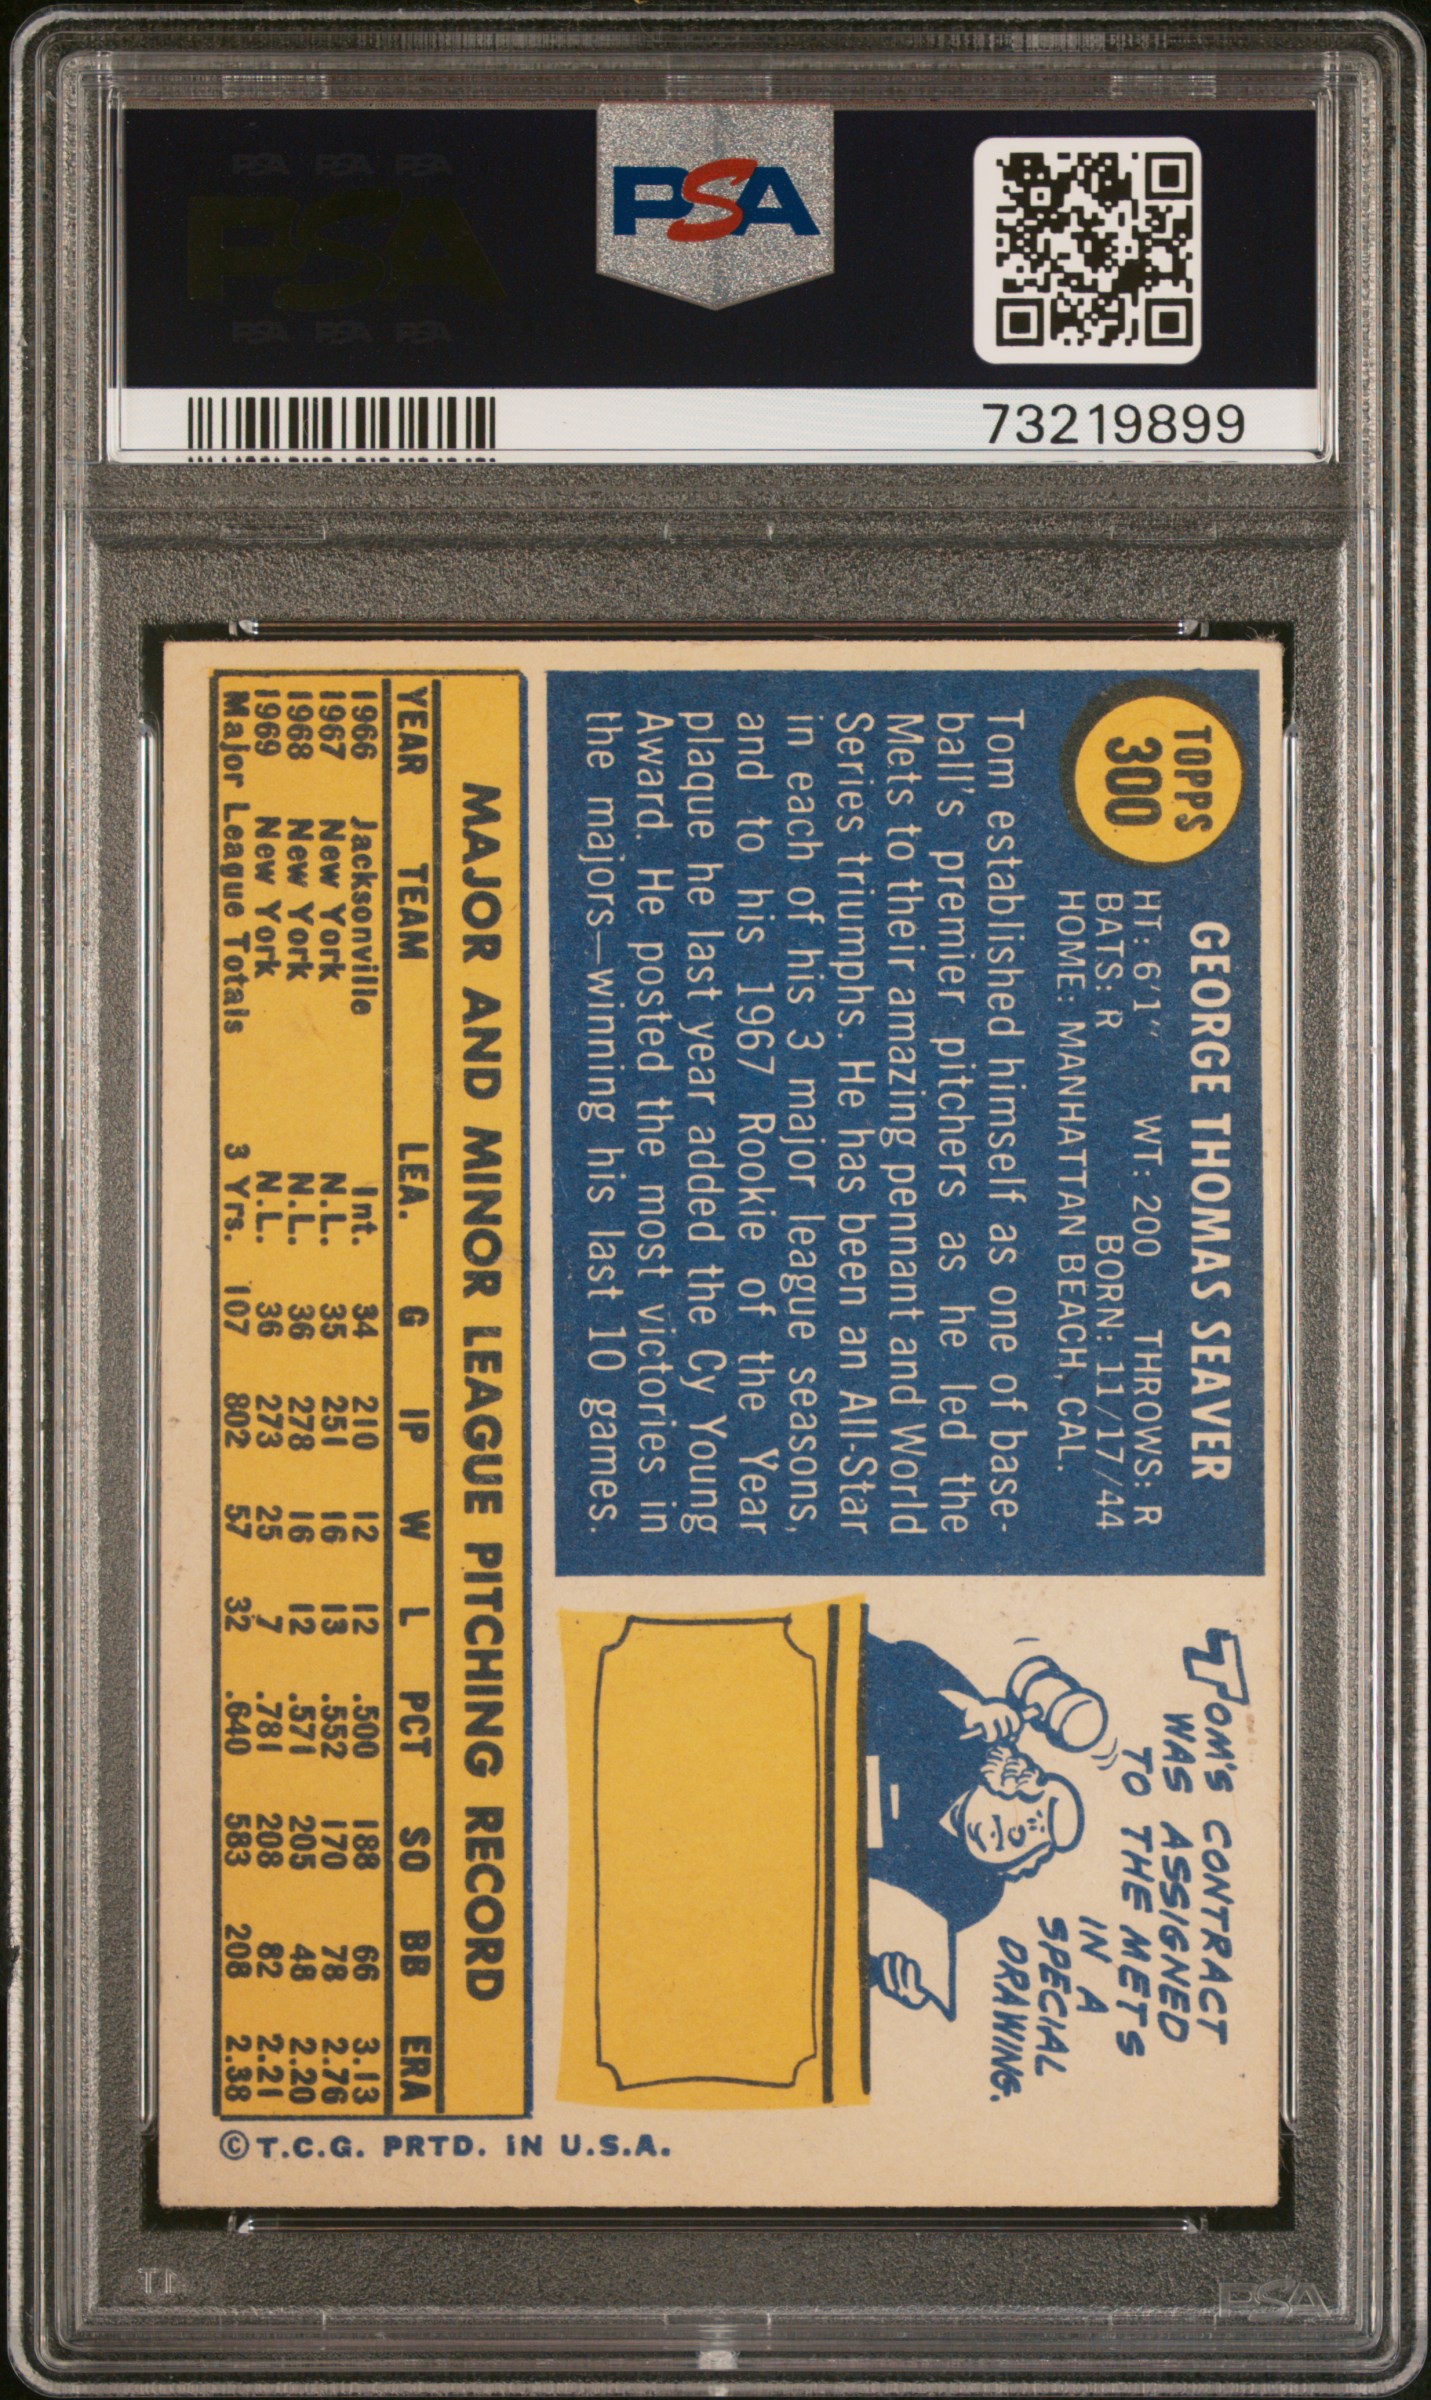 PSA PSA PSA
PSA
PSA PSA PSA
PSA
73219899
TOPPS
300
GEORGE THOMAS SEAVER
HT: 6'1" WT: 200 THROWS: R
BATS: R BORN: 11/17/44
HOME: MANHATTAN BEACH, CAL.
Tom established himself as one of base-
ball's premier pitchers as he led the
Mets to their amazing pennant and World
Series triumphs. He has been an All-Star
in each of his 3 major league seasons,
and to his 1967 Rookie of the Year
plaque he last year added the Cy Young
Award. He posted the most victories in
the majors—winning his last 10 games.
TOM'S CONTRACT
WAS ASSIGNED
TO THE METS
IN A
SPECIAL
DRAWING.
MAJOR AND MINOR LEAGUE PITCHING RECORD
YEAR TEAM LEA. G IP W L PCT SO BB ERA
1966 Jacksonville Int. 34 210 12 12 .500 188 66 3.13
1967 New York N.L. 35 251 16 13 .552 170 78 2.76
1968 New York N.L. 36 278 16 12 .571 205 48 2.20
1969 New York N.L. 36 273 25 7 .781 208 82 2.21
Major League Totals 3 Yrs. 107 802 57 32 .640 583 208 2.38
©T.C.G. PRTD. IN U.S.A.
PSA